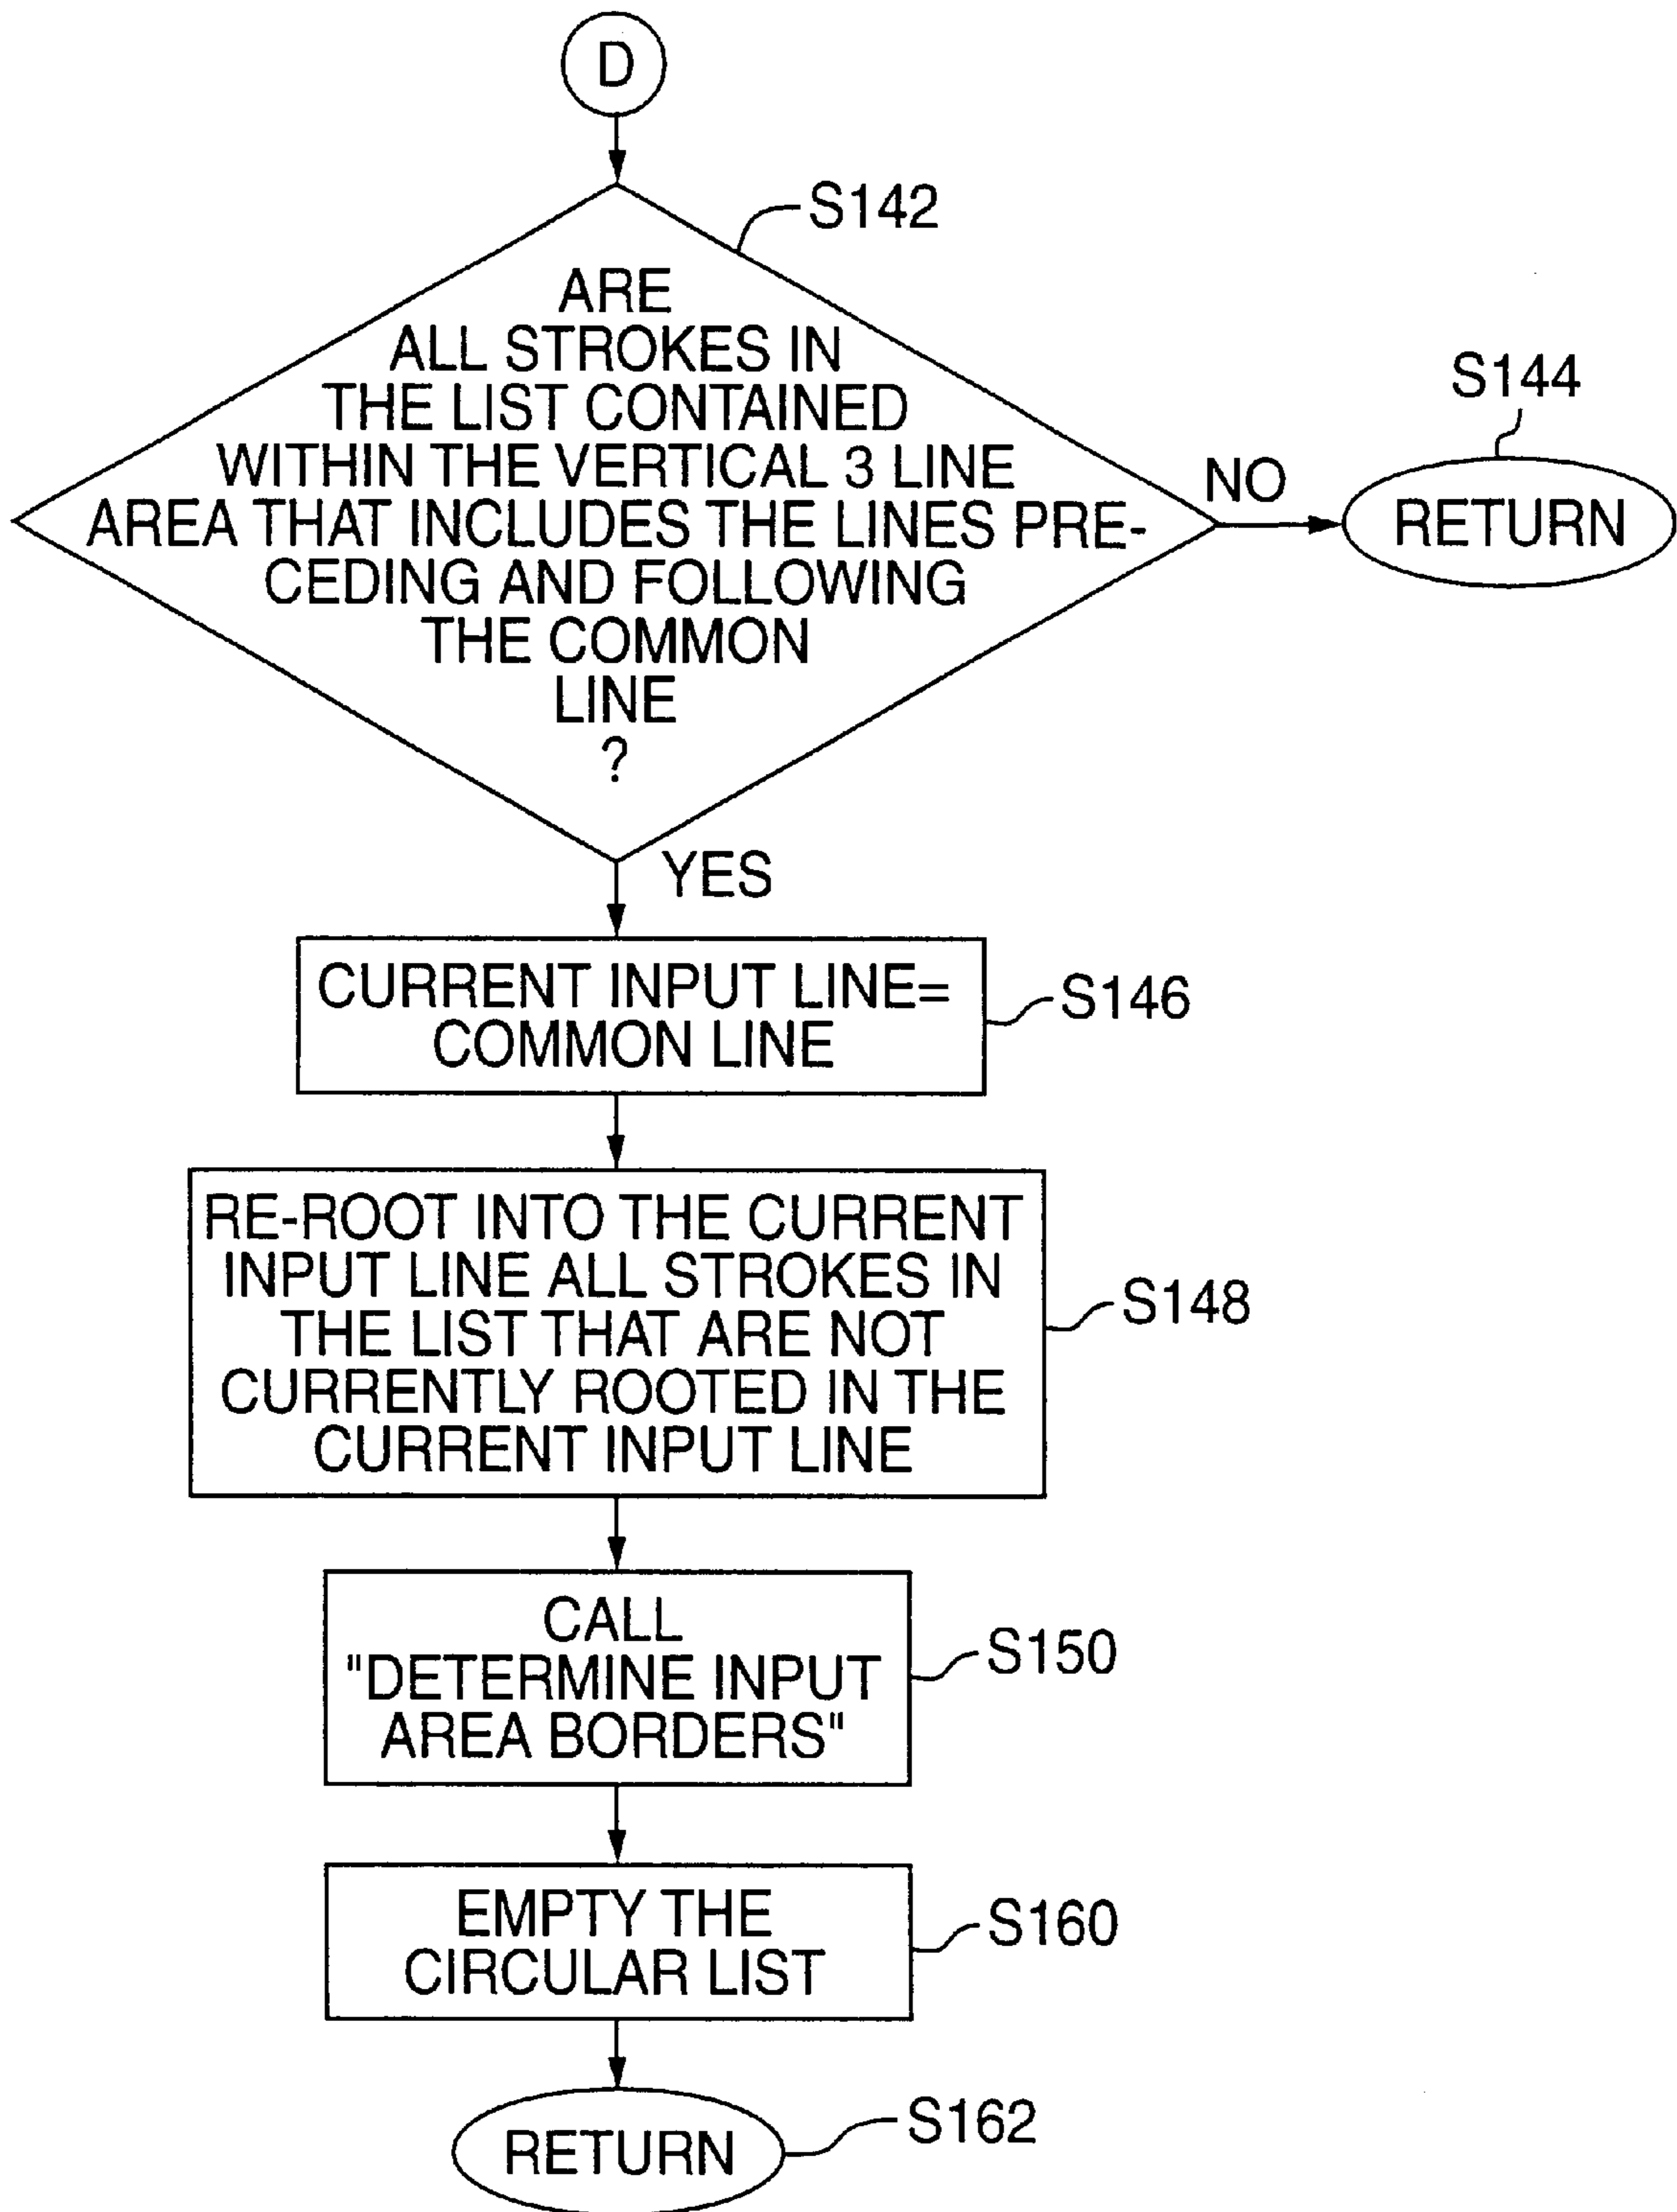 D
S142
ARE
ALL STROKES IN
THE LIST CONTAINED
WITHIN THE VERTICAL 3 LINE
AREA THAT INCLUDES THE LINES PRE-
CEDING AND FOLLOWING
THE COMMON
LINE
?
NO
S144
RETURN
YES
CURRENT INPUT LINE=
COMMON LINE
S146
RE-ROOT INTO THE CURRENT
INPUT LINE ALL STROKES IN
THE LIST THAT ARE NOT
CURRENTLY ROOTED IN THE
CURRENT INPUT LINE
S148
CALL
"DETERMINE INPUT
AREA BORDERS"
S150
EMPTY THE
CIRCULAR LIST
S160
RETURN
S162